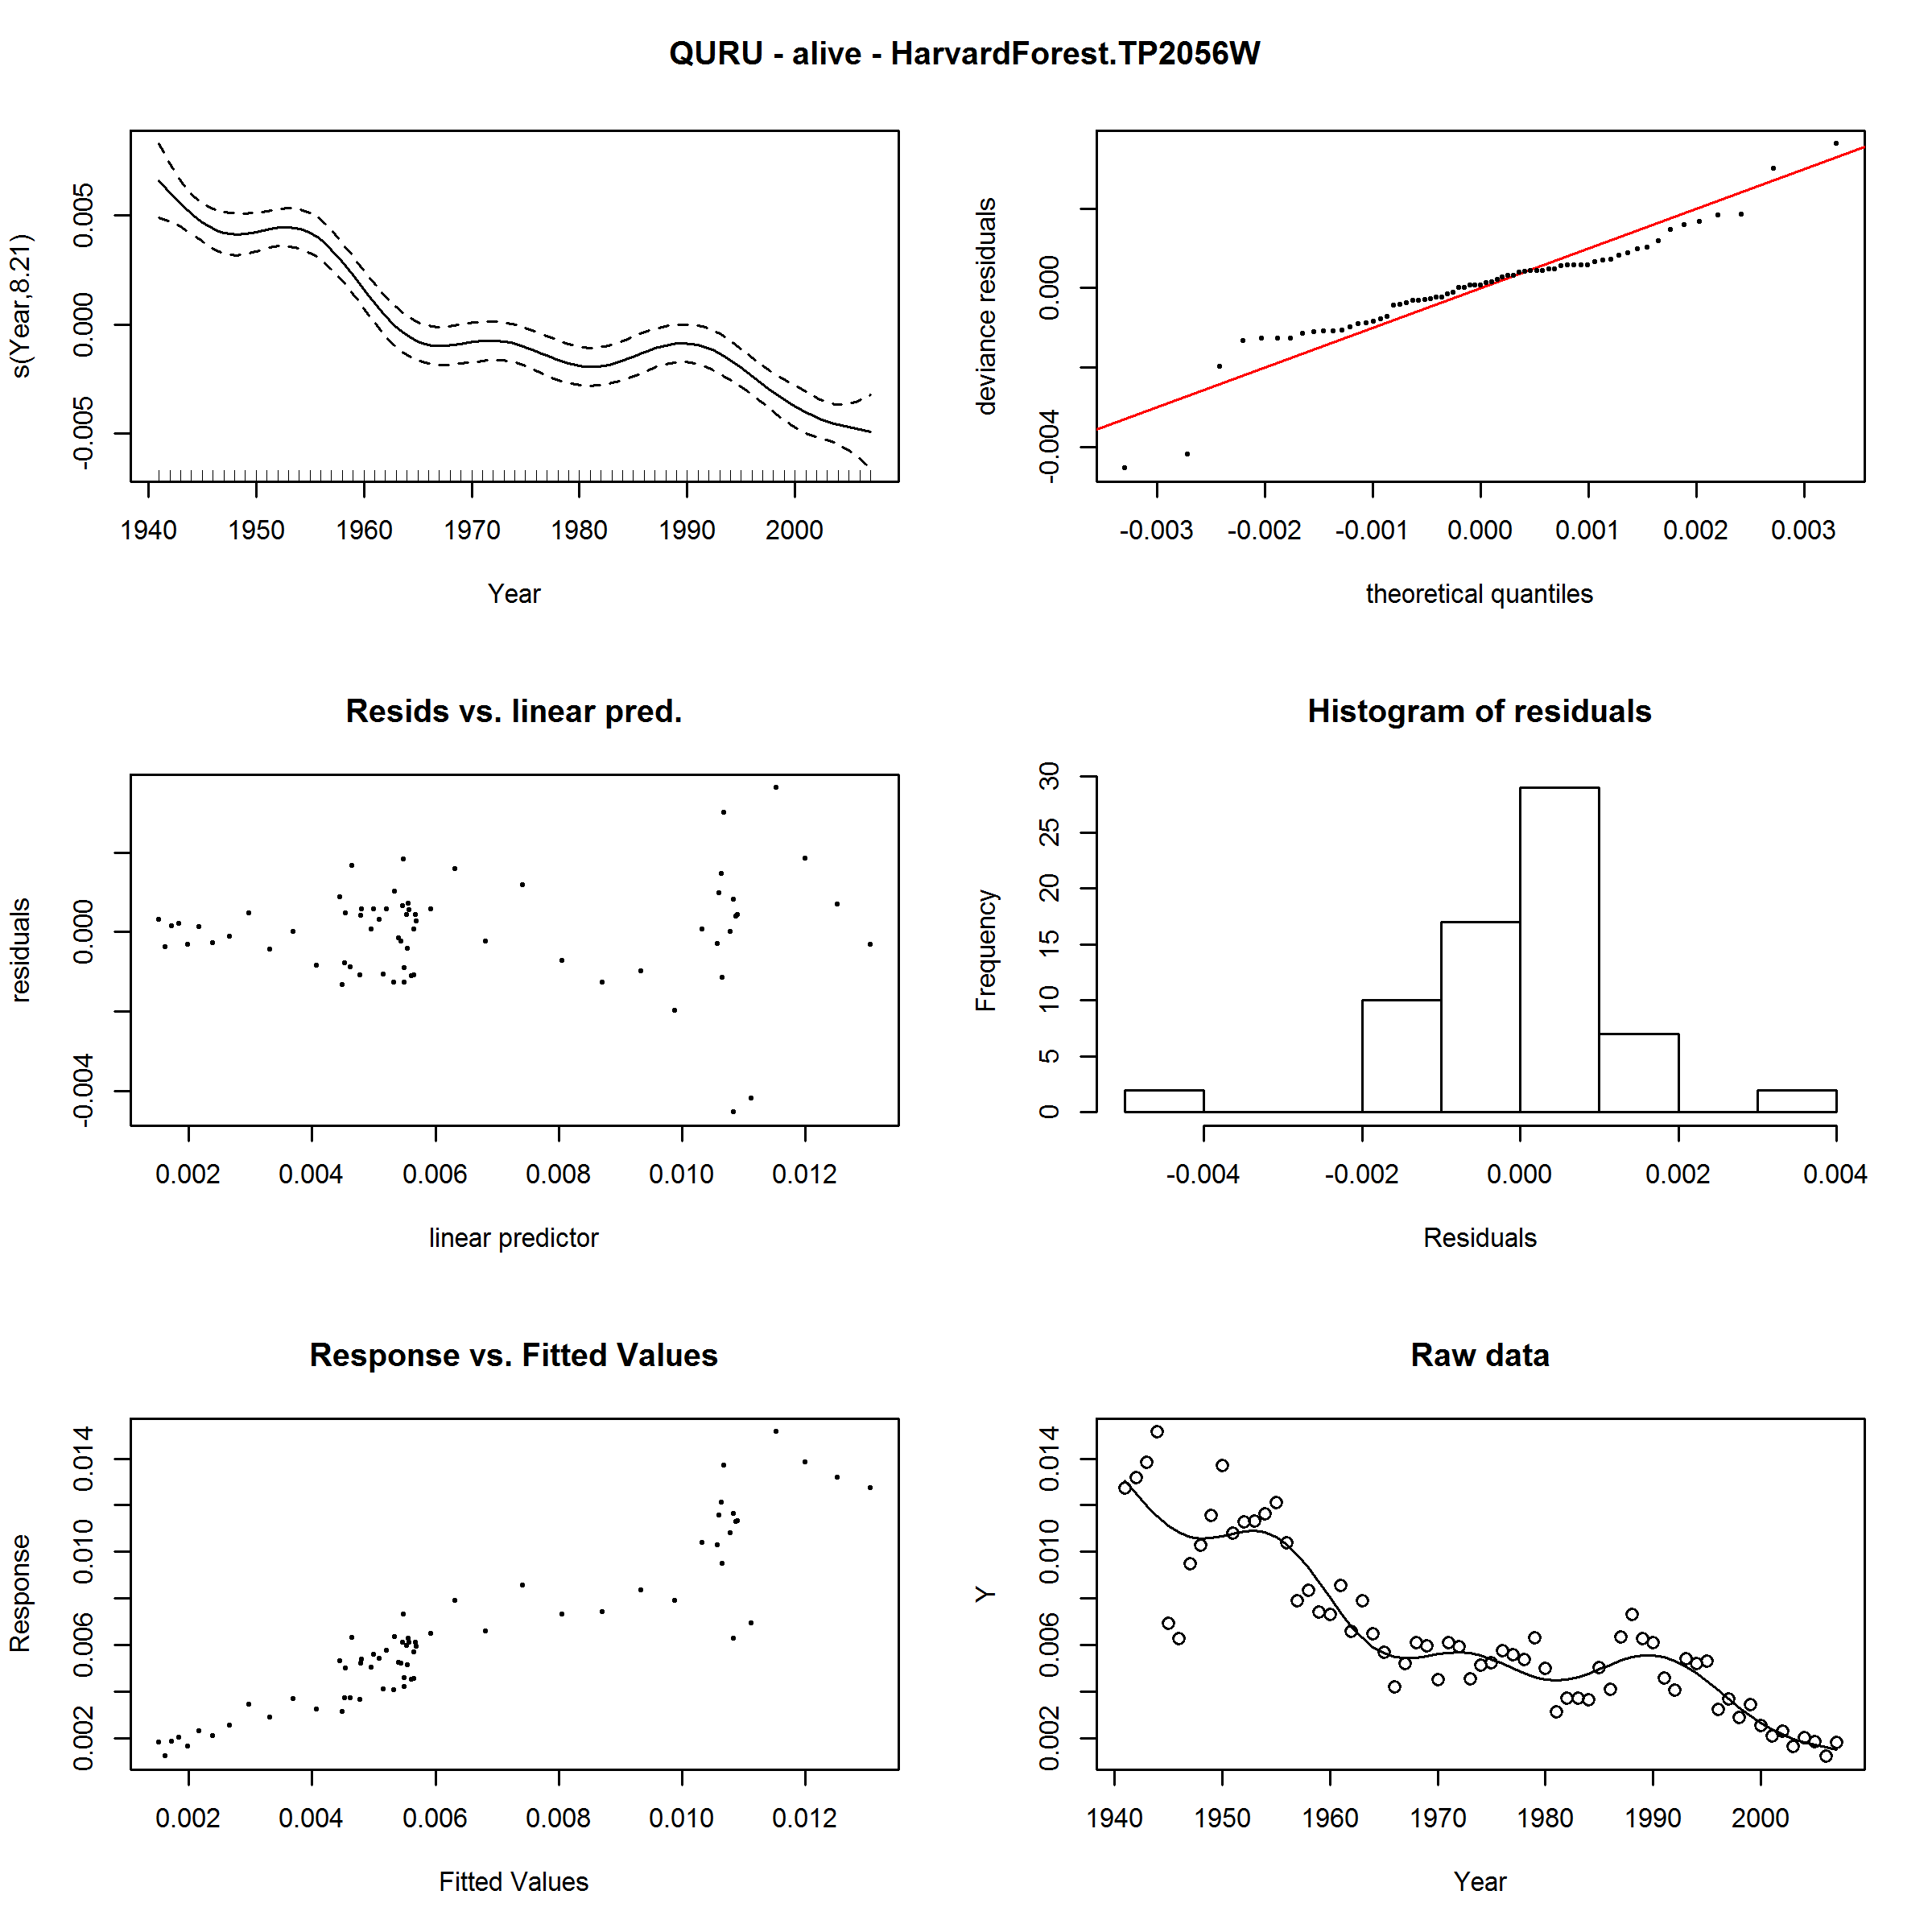 QURU - alive - HarvardForest.TP2056W
s(Year,8.21)
-0.005 0.000 0.005
1940 1950 1960 1970 1980 1990 2000
Year
deviance residuals
-0.004 0.000
-0.003 -0.002 -0.001 0.000 0.001 0.002 0.003
theoretical quantiles
Resids vs. linear pred.
residuals
-0.004 0.000
0.002 0.004 0.006 0.008 0.010 0.012
linear predictor
Histogram of residuals
Frequency
0 5 10 15 20 25 30
-0.004 -0.002 0.000 0.002 0.004
Residuals
Response vs. Fitted Values
Response
0.002 0.006 0.010 0.014
0.002 0.004 0.006 0.008 0.010 0.012
Fitted Values
Raw data
Y
0.002 0.006 0.010 0.014
1940 1950 1960 1970 1980 1990 2000
Year